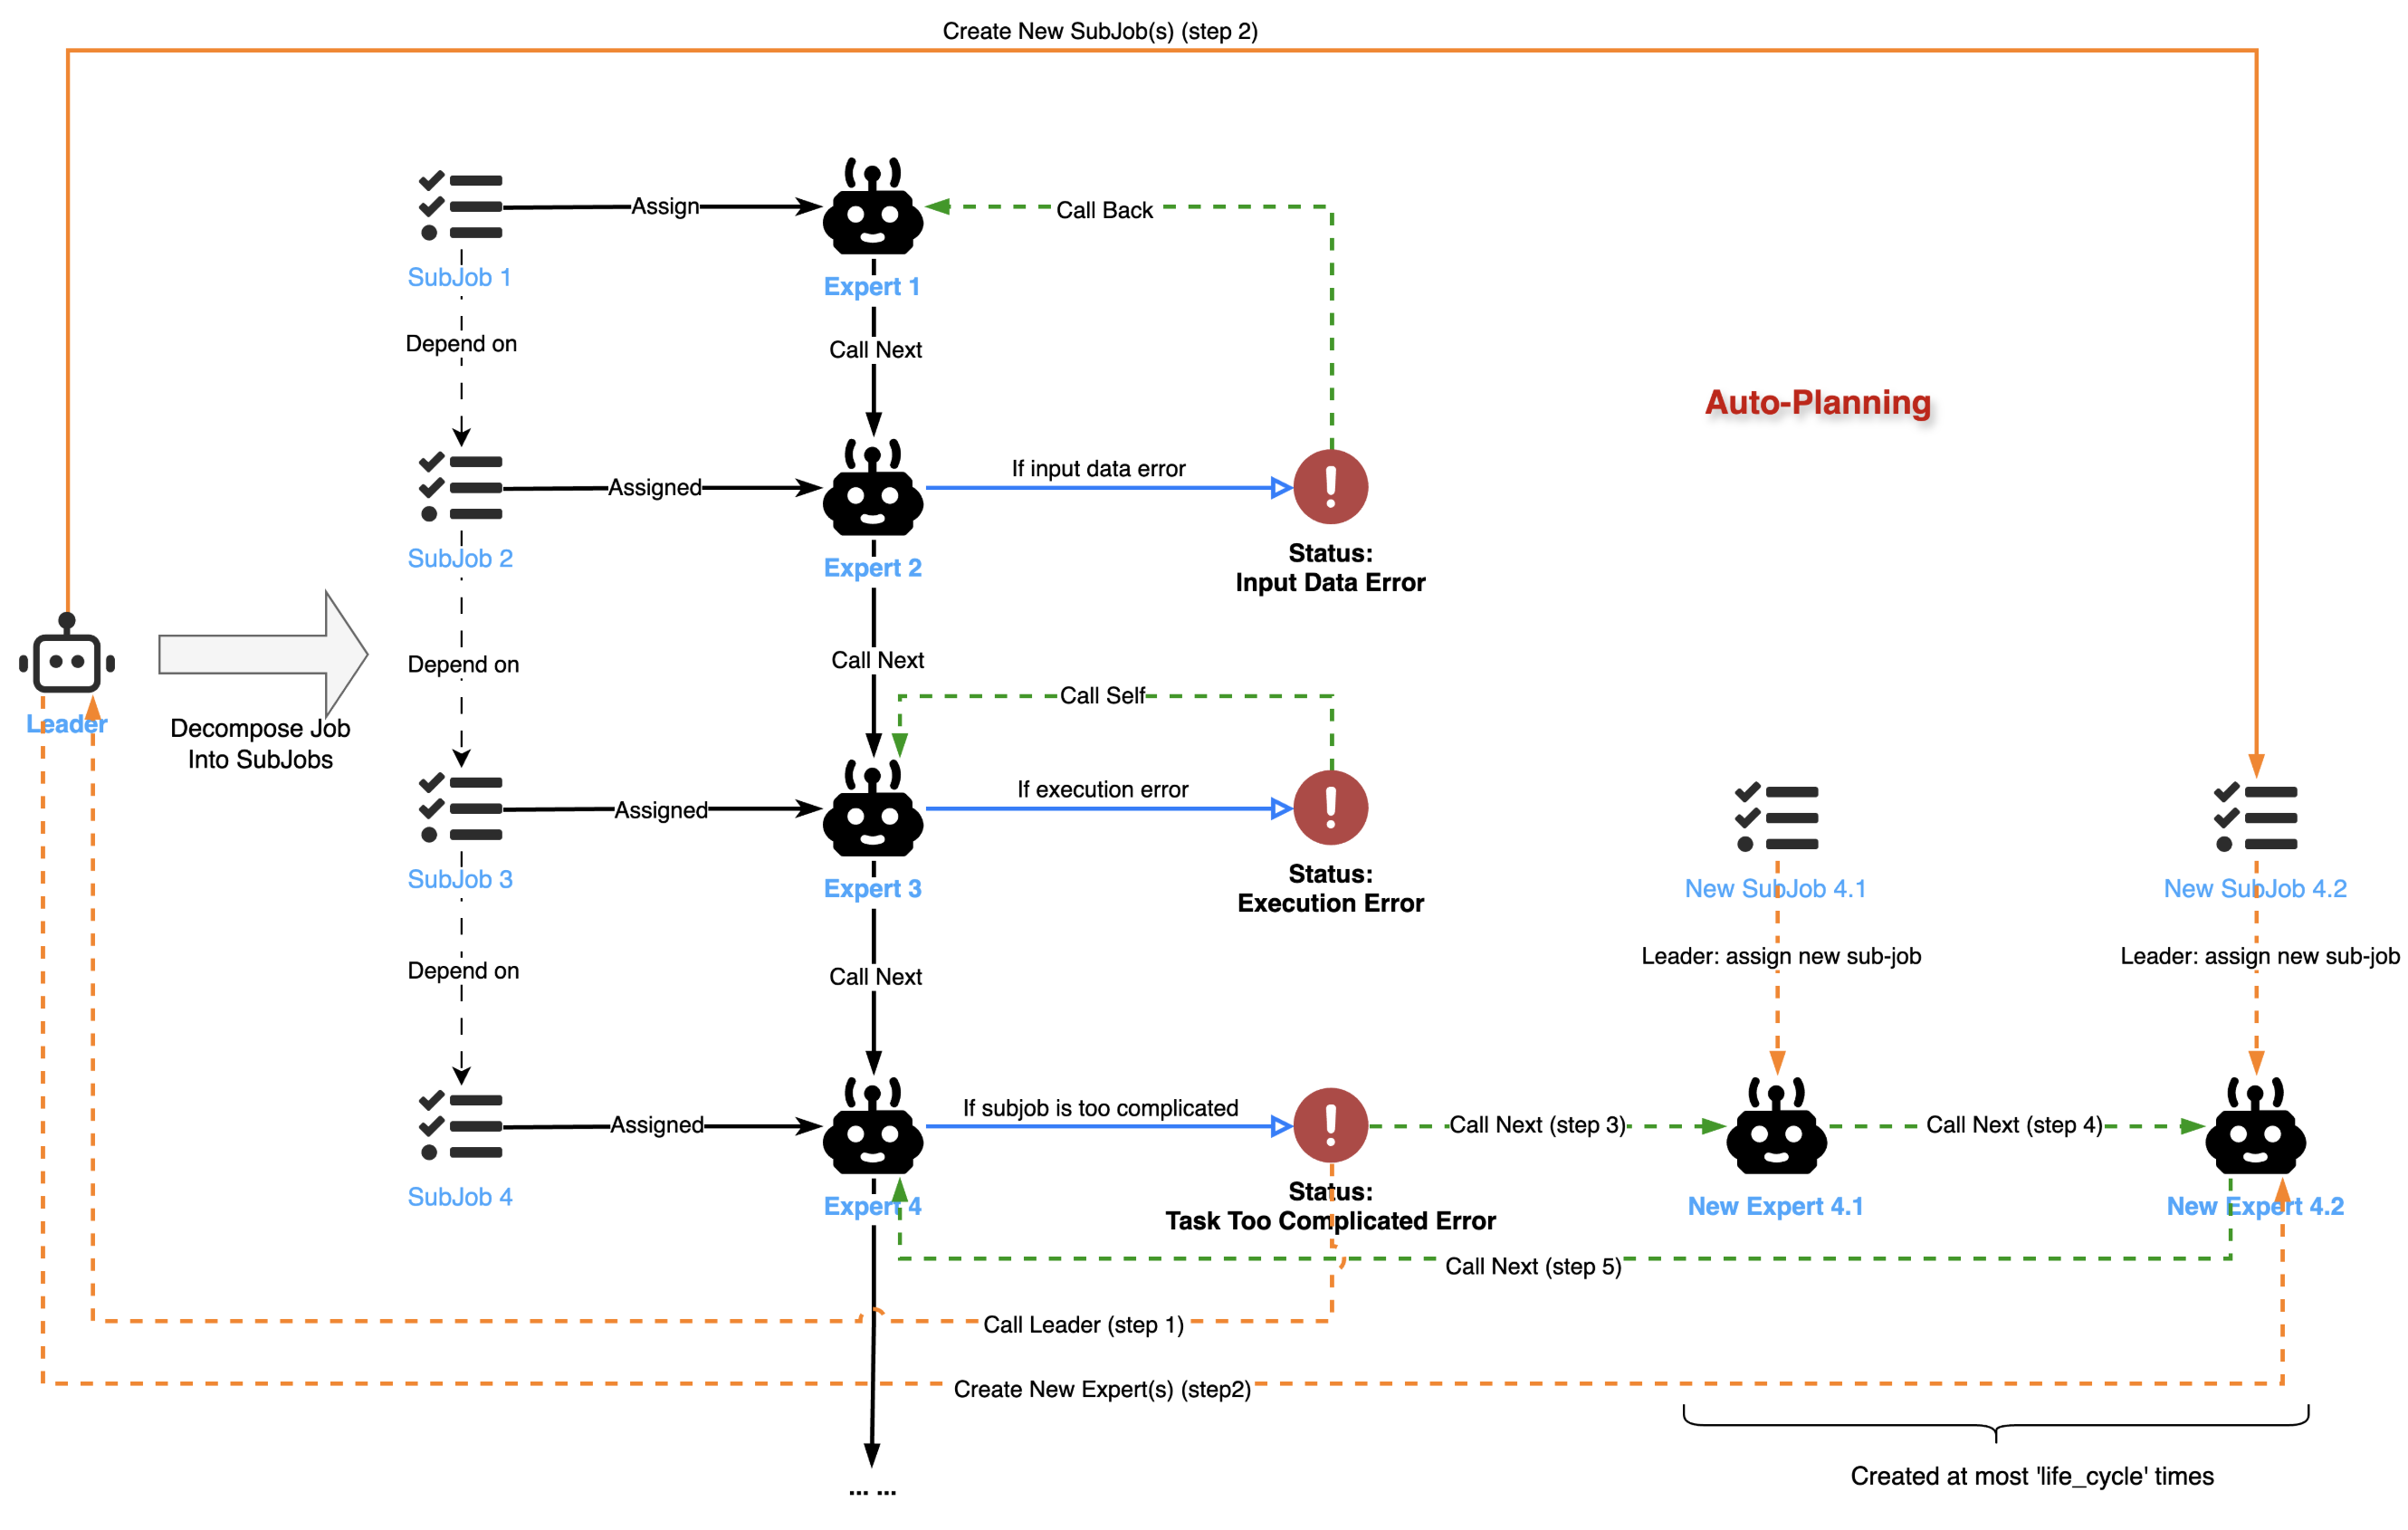 Create New SubJob(s) (step 2)
Assign
Call Back
SubJob 1
Expert 1
Depend on
Call Next
Auto-Planning
If input data error
Assigned
Status:
Input Data Error
SubJob 2
Expert 2
Depend on
Call Next
Call Self
Leader
Decompose Job
Into SubJobs
If execution error
Assigned
Status:
Execution Error
SubJob 3
Expert 3
New SubJob 4.1
New SubJob 4.2
Leader: assign new sub-job
Leader: assign new sub-job
Depend on
Call Next
If subjob is too complicated
Assigned
Call Next (step 3)
Call Next (step 4)
Status:
Task Too Complicated Error
SubJob 4
Expert 4
New Expert 4.1
New Expert 4.2
Call Next (step 5)
Call Leader (step 1)
Create New Expert(s) (step2)
Created at most 'life_cycle' times
... ...